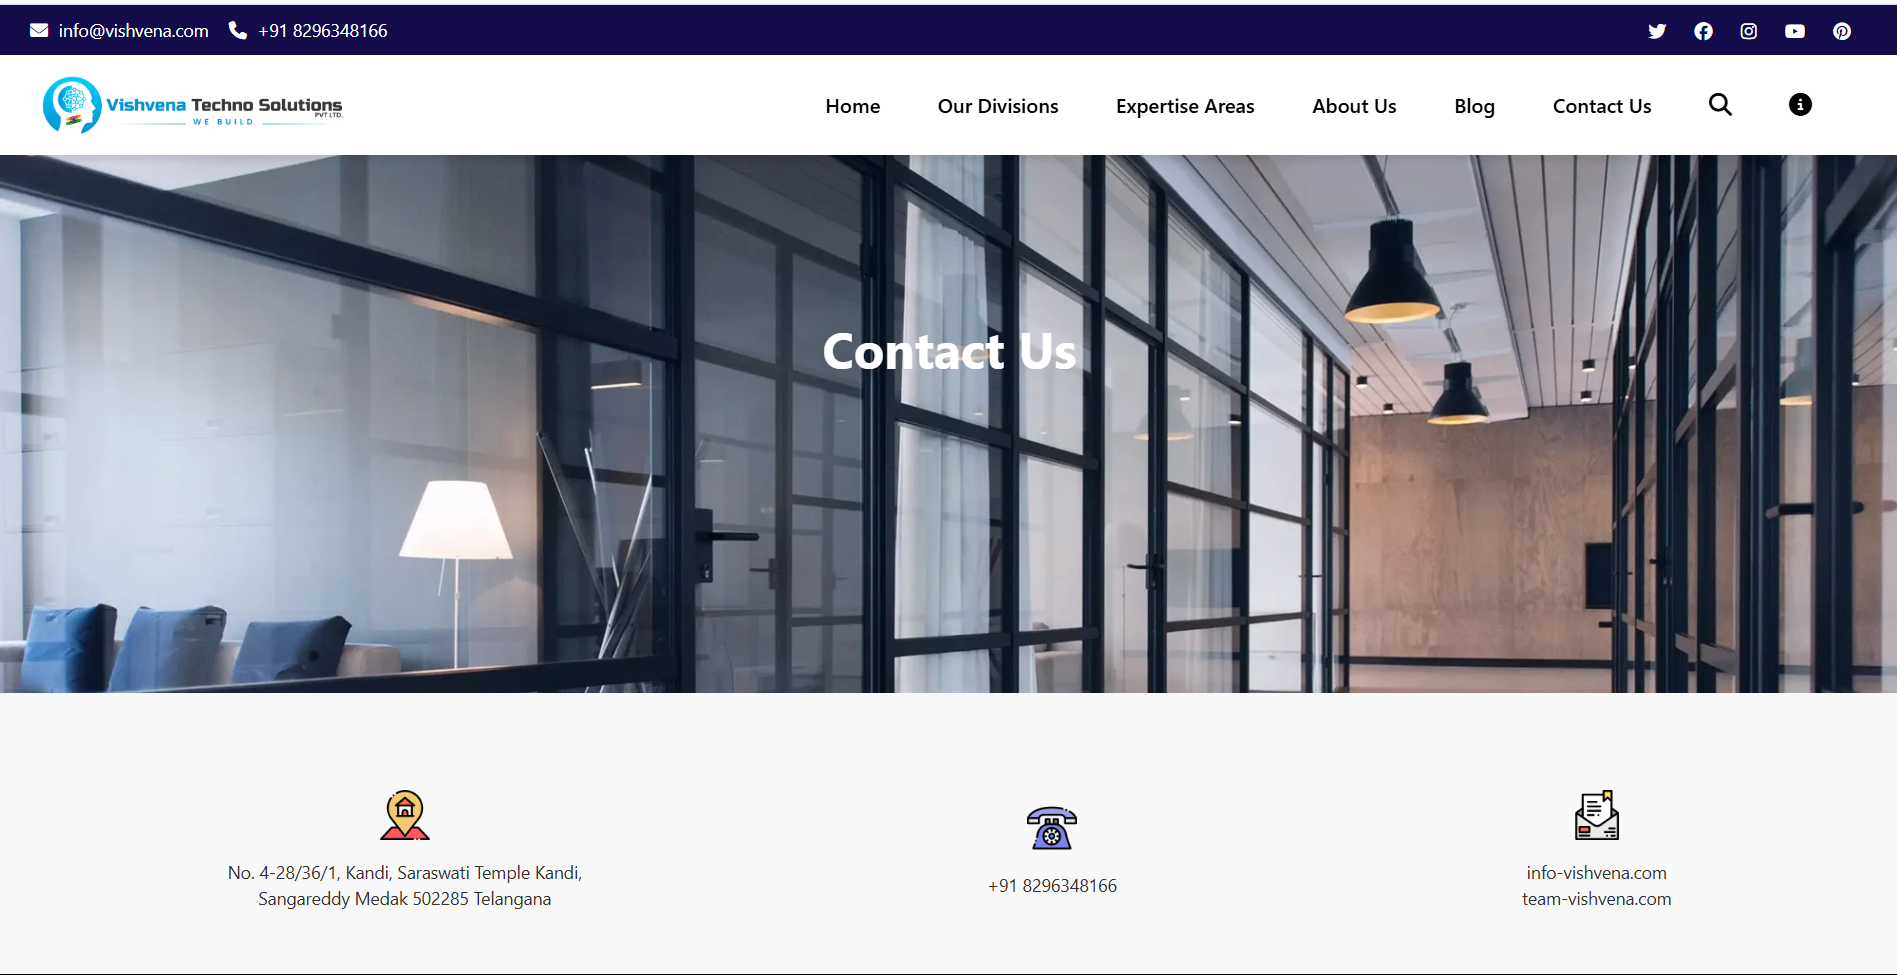 info@vishvena.com +91 8296348166
Vishvena Techno Solutions
PVT LTD.
WE BUILD
Home Our Divisions Expertise Areas About Us Blog Contact Us
Contact Us
No. 4-28/36/1, Kandi, Saraswati Temple Kandi,
Sangareddy Medak 502285 Telangana
+91 8296348166
info-vishvena.com
team-vishvena.com